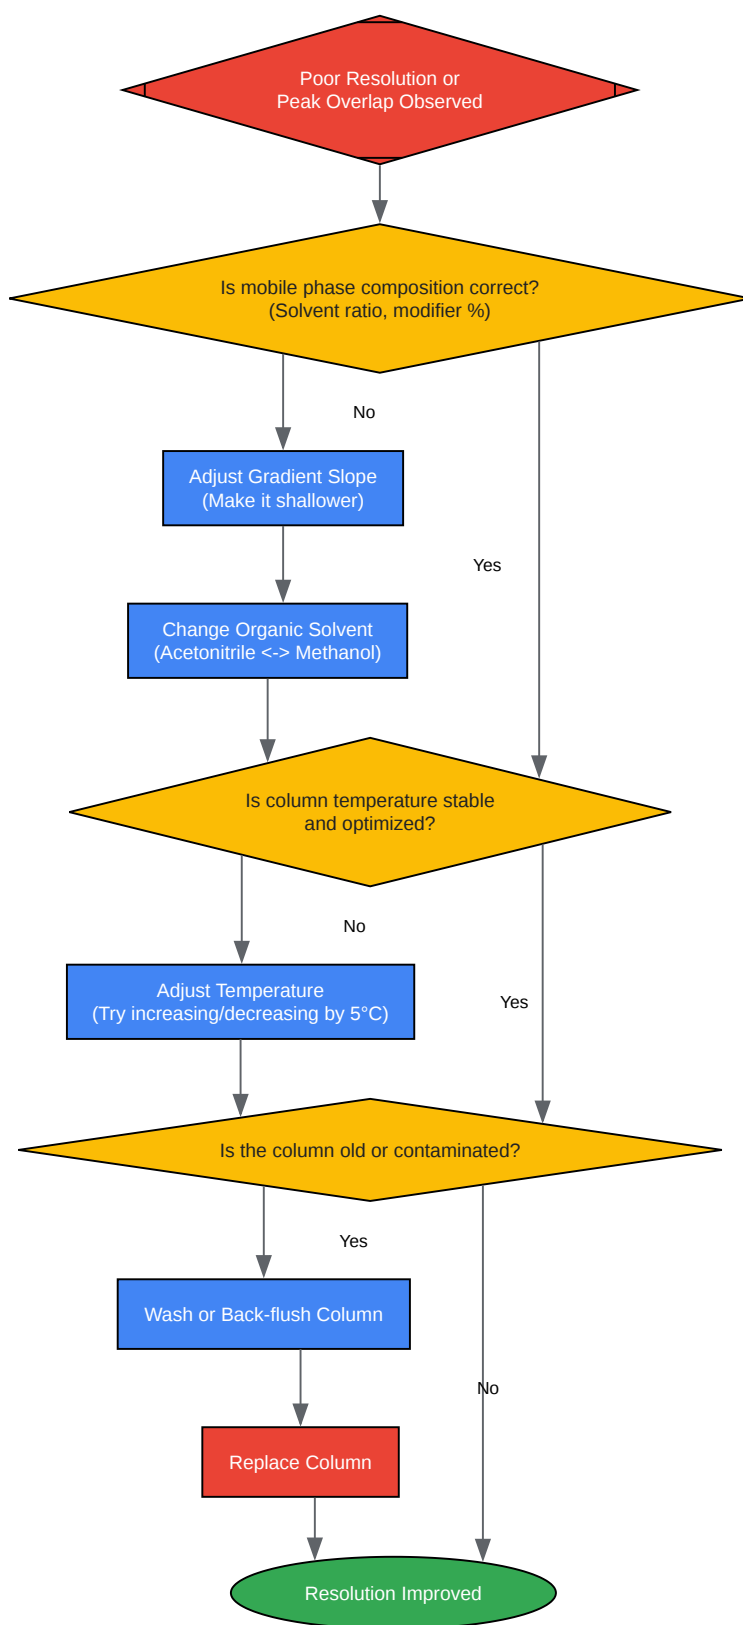 Poor Resolution or
Peak Overlap Observed
Is mobile phase composition correct?
(Solvent ratio, modifier %)
No
Adjust Gradient Slope
(Make it shallower)
Yes
Change Organic Solvent
(Acetonitrile <-> Methanol)
Is column temperature stable
and optimized?
No
Adjust Temperature
(Try increasing/decreasing by 5°C)
Yes
Is the column old or contaminated?
Yes
Wash or Back-flush Column
No
Replace Column
Resolution Improved